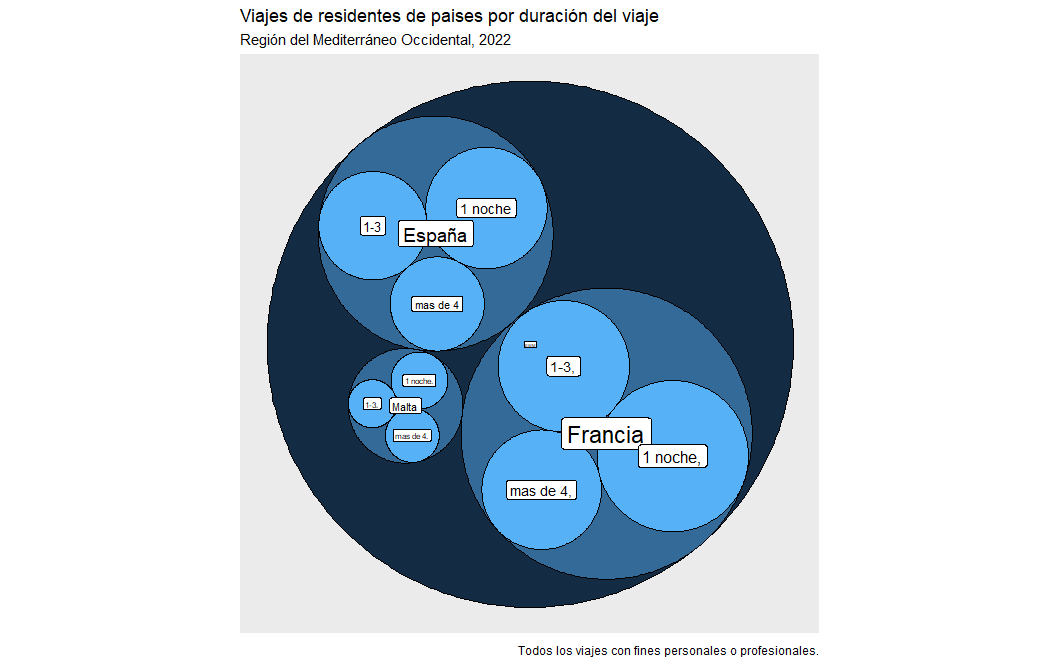 Viajes de residentes de paises por duración del viaje
Región del Mediterráneo Occidental, 2022
1 noche
1-3
España
mas de 4
1-3,
1 noche.
1-3.
Malta
mas de 4.
Francia
1 noche,
mas de 4,
Todos los viajes con fines personales o profesionales.